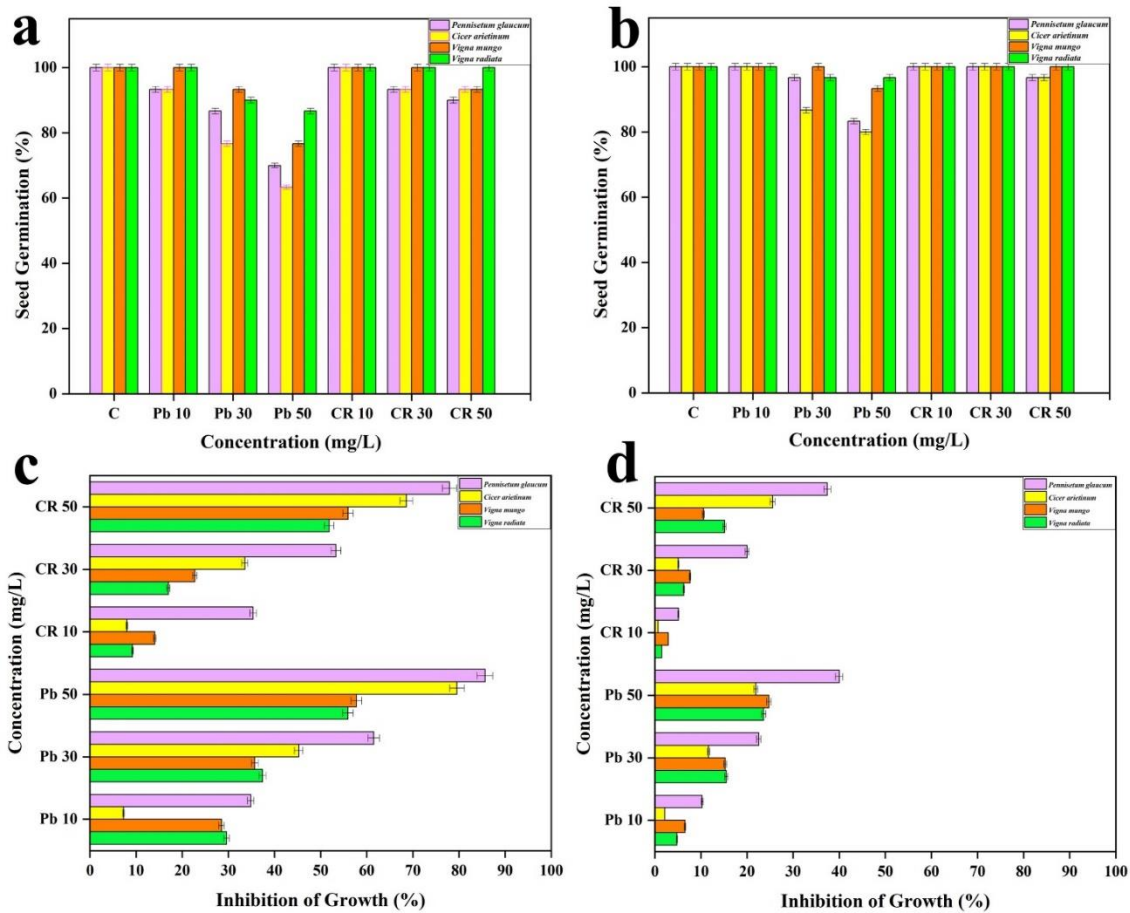 a
Pennisetum glaucum
Cicer arietinum
Vigna mungo
Vigna radiata
100
80
60
40
20
0
Seed Germination (%)
C Pb 10 Pb 30 Pb 50 CR 10 CR 30 CR 50
Concentration (mg/L)
b
Pennisetum glaucum
Cicer arietinum
Vigna mungo
Vigna radiata
100
80
60
40
20
0
Seed Germination (%)
C Pb 10 Pb 30 Pb 50 CR 10 CR 30 CR 50
Concentration (mg/L)
c
Pennisetum glaucum
Cicer arietinum
Vigna mungo
Vigna radiata
CR 50
CR 30
CR 10
Pb 50
Pb 30
Pb 10
Concentration (mg/L)
0 10 20 30 40 50 60 70 80 90 100
Inhibition of Growth (%)
d
Pennisetum glaucum
Cicer arietinum
Vigna mungo
Vigna radiata
CR 50
CR 30
CR 10
Pb 50
Pb 30
Pb 10
Concentration (mg/L)
0 10 20 30 40 50 60 70 80 90 100
Inhibition of Growth (%)